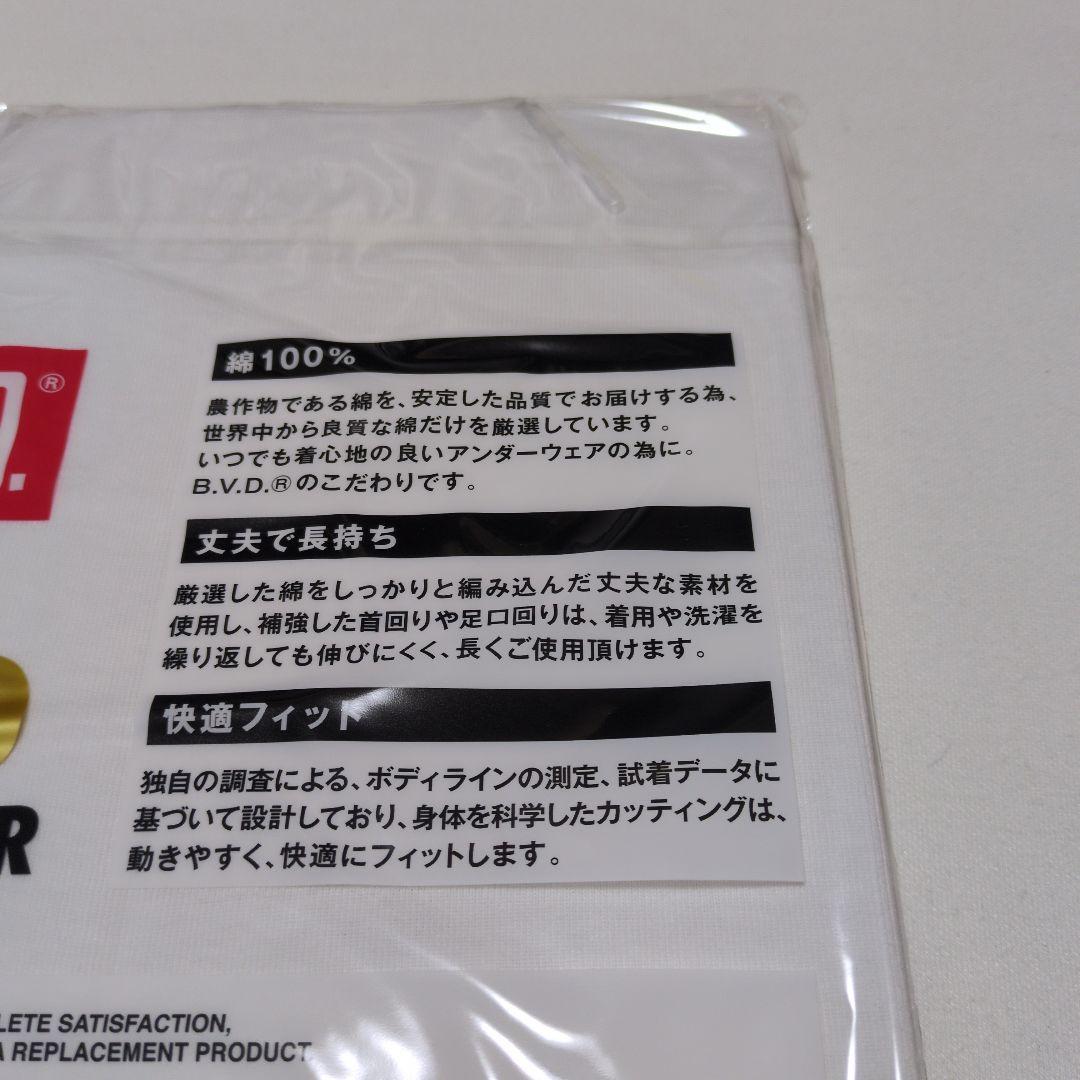 綿100%
農作物である綿を、安定した品質でお届けする為、
世界中から良質な綿だけを厳選しています。
いつでも着心地の良いアンダーウェアの為に。
B.V.D.®のこだわりです。
丈夫で長持ち
厳選した綿をしっかりと編み込んだ丈夫な素材を
使用し、補強した首回りや足口回りは、着用や洗濯を
繰り返しても伸びにくく、長くご使用頂けます。
快適フィット
独自の調査による、ボディラインの測定、試着データに
基づいて設計しており、身体を科学したカッティングは、
動きやすく、快適にフィットします。
D.®
R
LETE SATISFACTION,
A REPLACEMENT PRODUCT